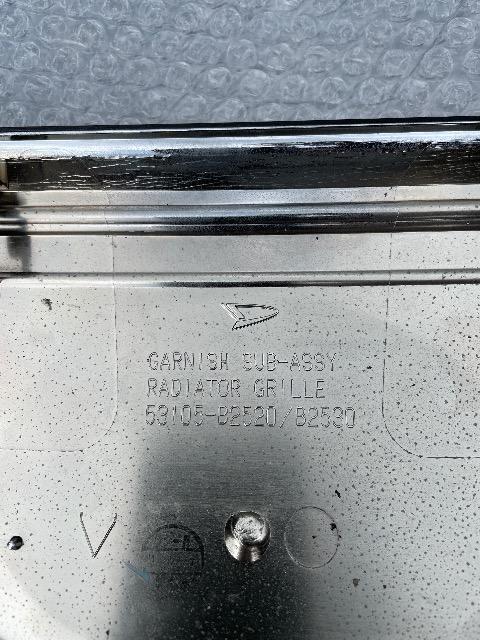 GARNISH SUB-ASSY
RADIATOR GRILLE
53105-B2520/B2530